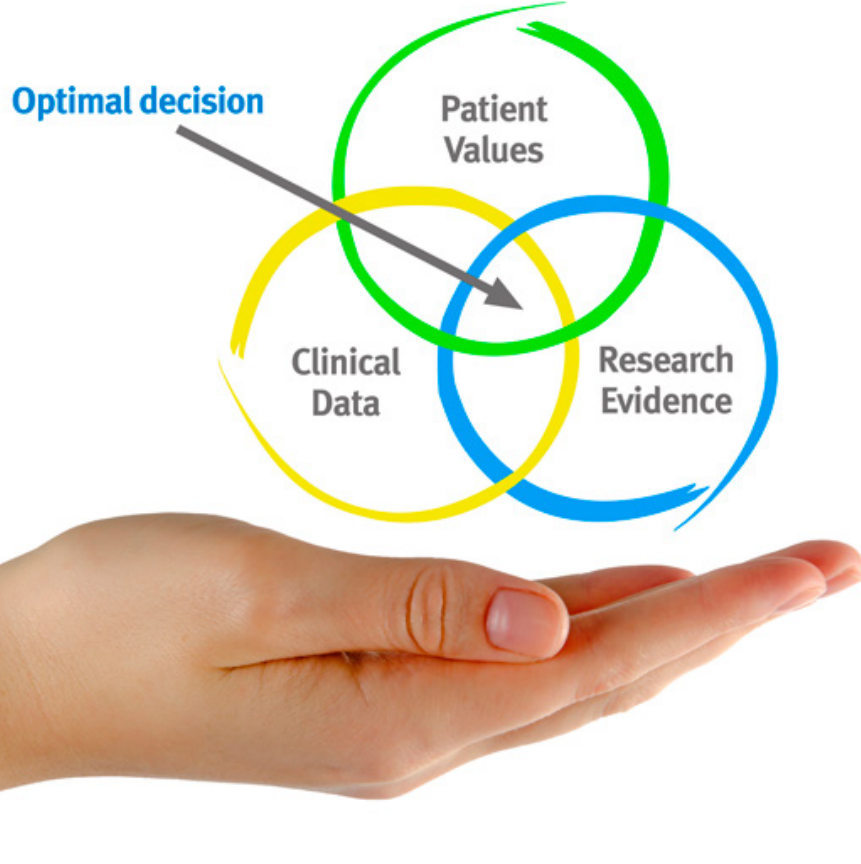 Optimal decision
Patient
Values
Clinical
Data
Research
Evidence